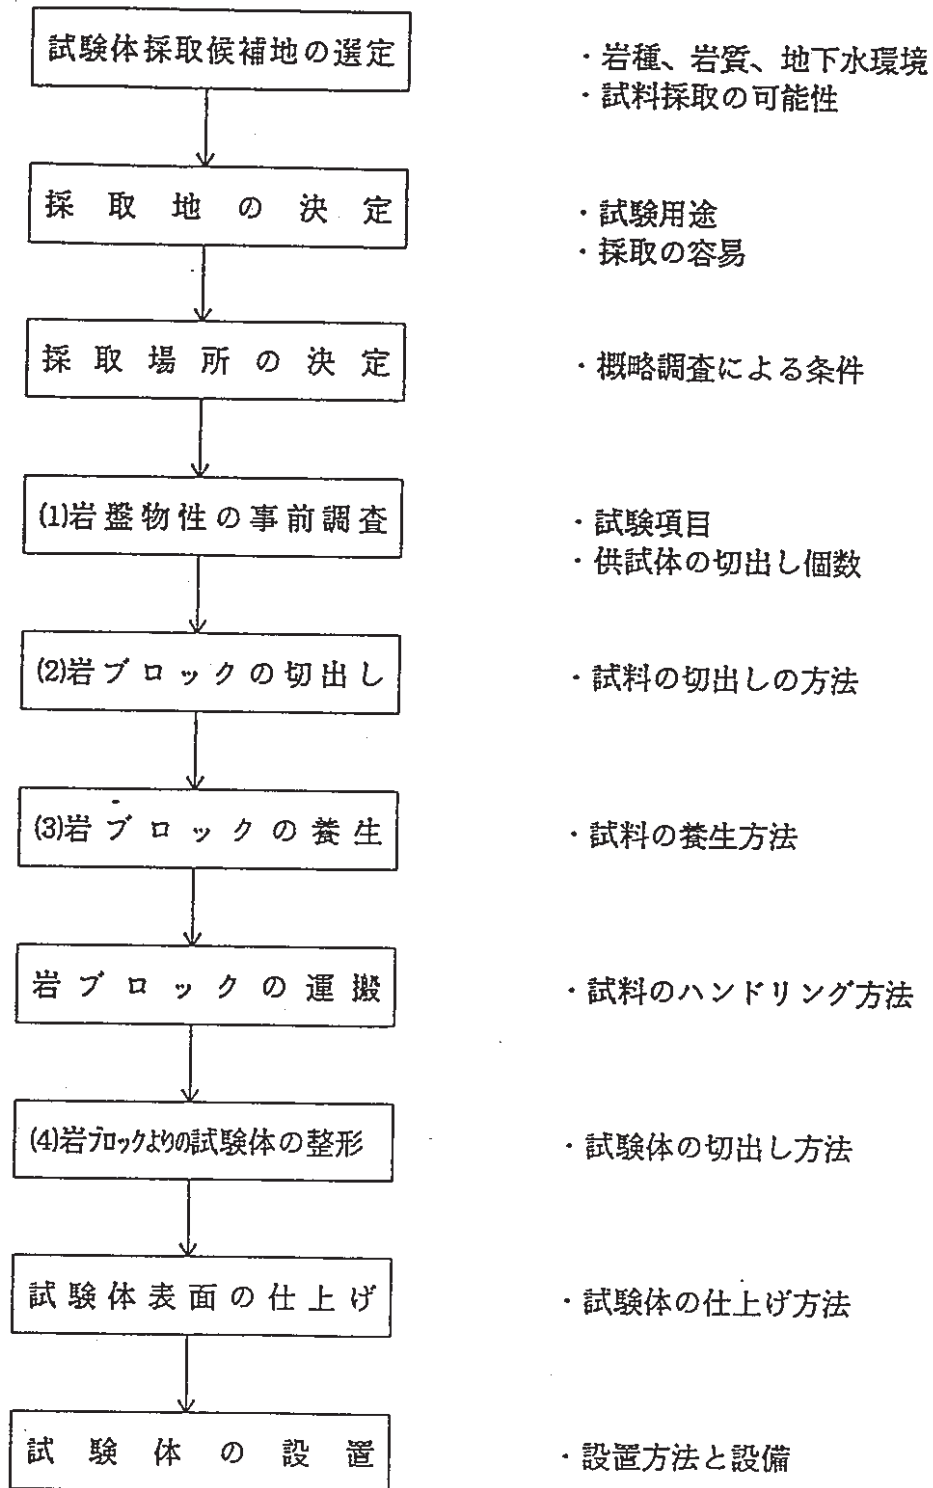 試験体採取候補地の選定
・岩種、岩質、地下水環境
・試料採取の可能性
採取地の決定
・試験用途
・採取の容易
採取場所の決定
・概略調査による条件
(1)岩盤物性の事前調査
・試験項目
・供試体の切出し個数
(2)岩ブロックの切出し
・試料の切出しの方法
(3)岩ブロックの養生
・試料の養生方法
岩ブロックの運搬
・試料のハンドリング方法
(4)岩ブロックよりの試験体の整形
・試験体の切出し方法
試験体表面の仕上げ
・試験体の仕上げ方法
試験体の設置
・設置方法と設備